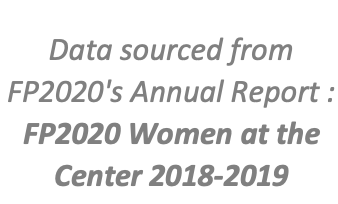 Data sourced from
FP2020's Annual Report :
FP2020 Women at the
Center 2018-2019